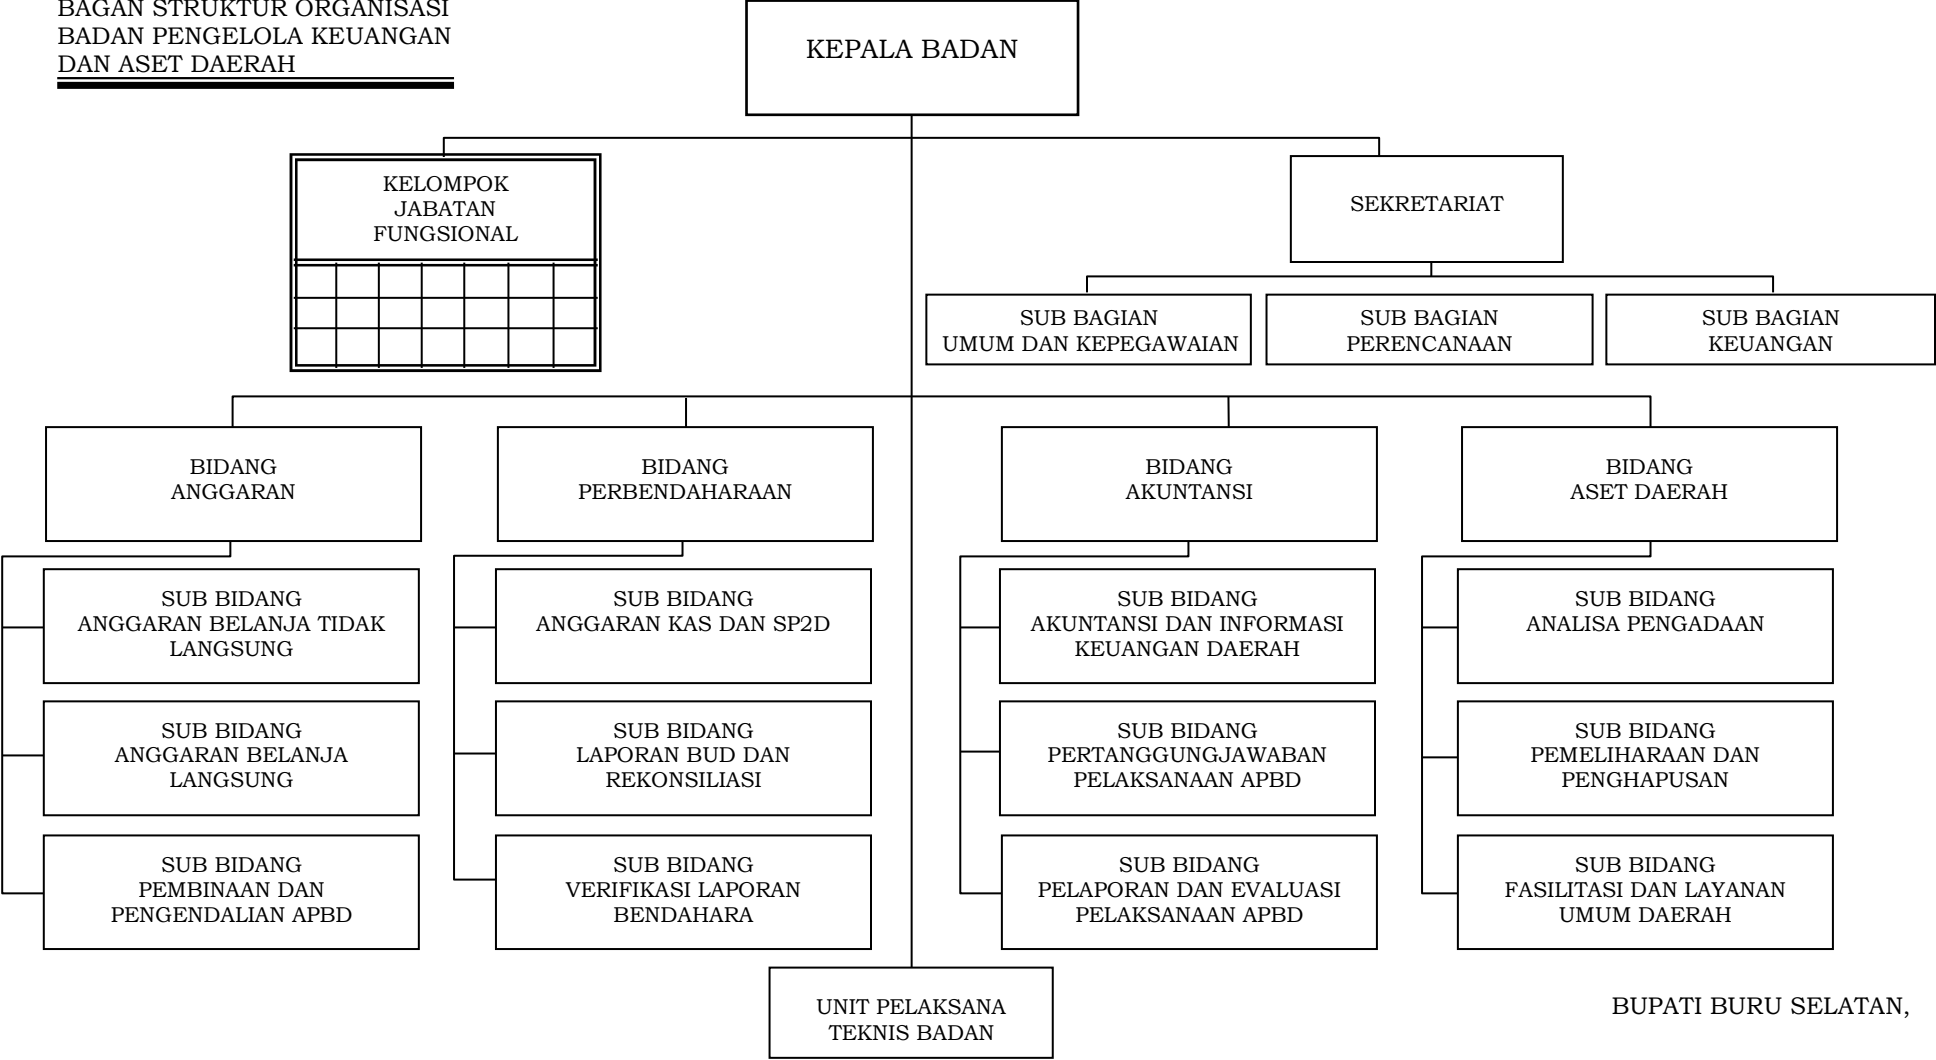 BAGAN STRUKTUR ORGANISASI
BADAN PENGELOLA KEUANGAN
DAN ASET DAERAH
KEPALA BADAN
KELOMPOK
JABATAN
FUNGSIONAL
SEKRETARIAT
SUB BAGIAN
UMUM DAN KEPEGAWAIAN
SUB BAGIAN
PERENCANAAN
SUB BAGIAN
KEUANGAN
BIDANG
ANGGARAN
BIDANG
PERBENDAHARAAN
BIDANG
AKUNTANSI
BIDANG
ASET DAERAH
SUB BIDANG
ANGGARAN BELANJA TIDAK
LANGSUNG
SUB BIDANG
ANGGARAN KAS DAN SP2D
SUB BIDANG
AKUNTANSI DAN INFORMASI
KEUANGAN DAERAH
SUB BIDANG
ANALISA PENGADAAN
SUB BIDANG
ANGGARAN BELANJA
LANGSUNG
SUB BIDANG
LAPORAN BUD DAN
REKONSILIASI
SUB BIDANG
PERTANGGUNGJAWABAN
PELAKSANAAN APBD
SUB BIDANG
PEMELIHARAAN DAN
PENGHAPUSAN
SUB BIDANG
PEMBINAAN DAN
PENGENDALIAN APBD
SUB BIDANG
VERIFIKASI LAPORAN
BENDAHARA
SUB BIDANG
PELAPORAN DAN EVALUASI
PELAKSANAAN APBD
SUB BIDANG
FASILITASI DAN LAYANAN
UMUM DAERAH
UNIT PELAKSANA
TEKNIS BADAN
BUPATI BURU SELATAN,